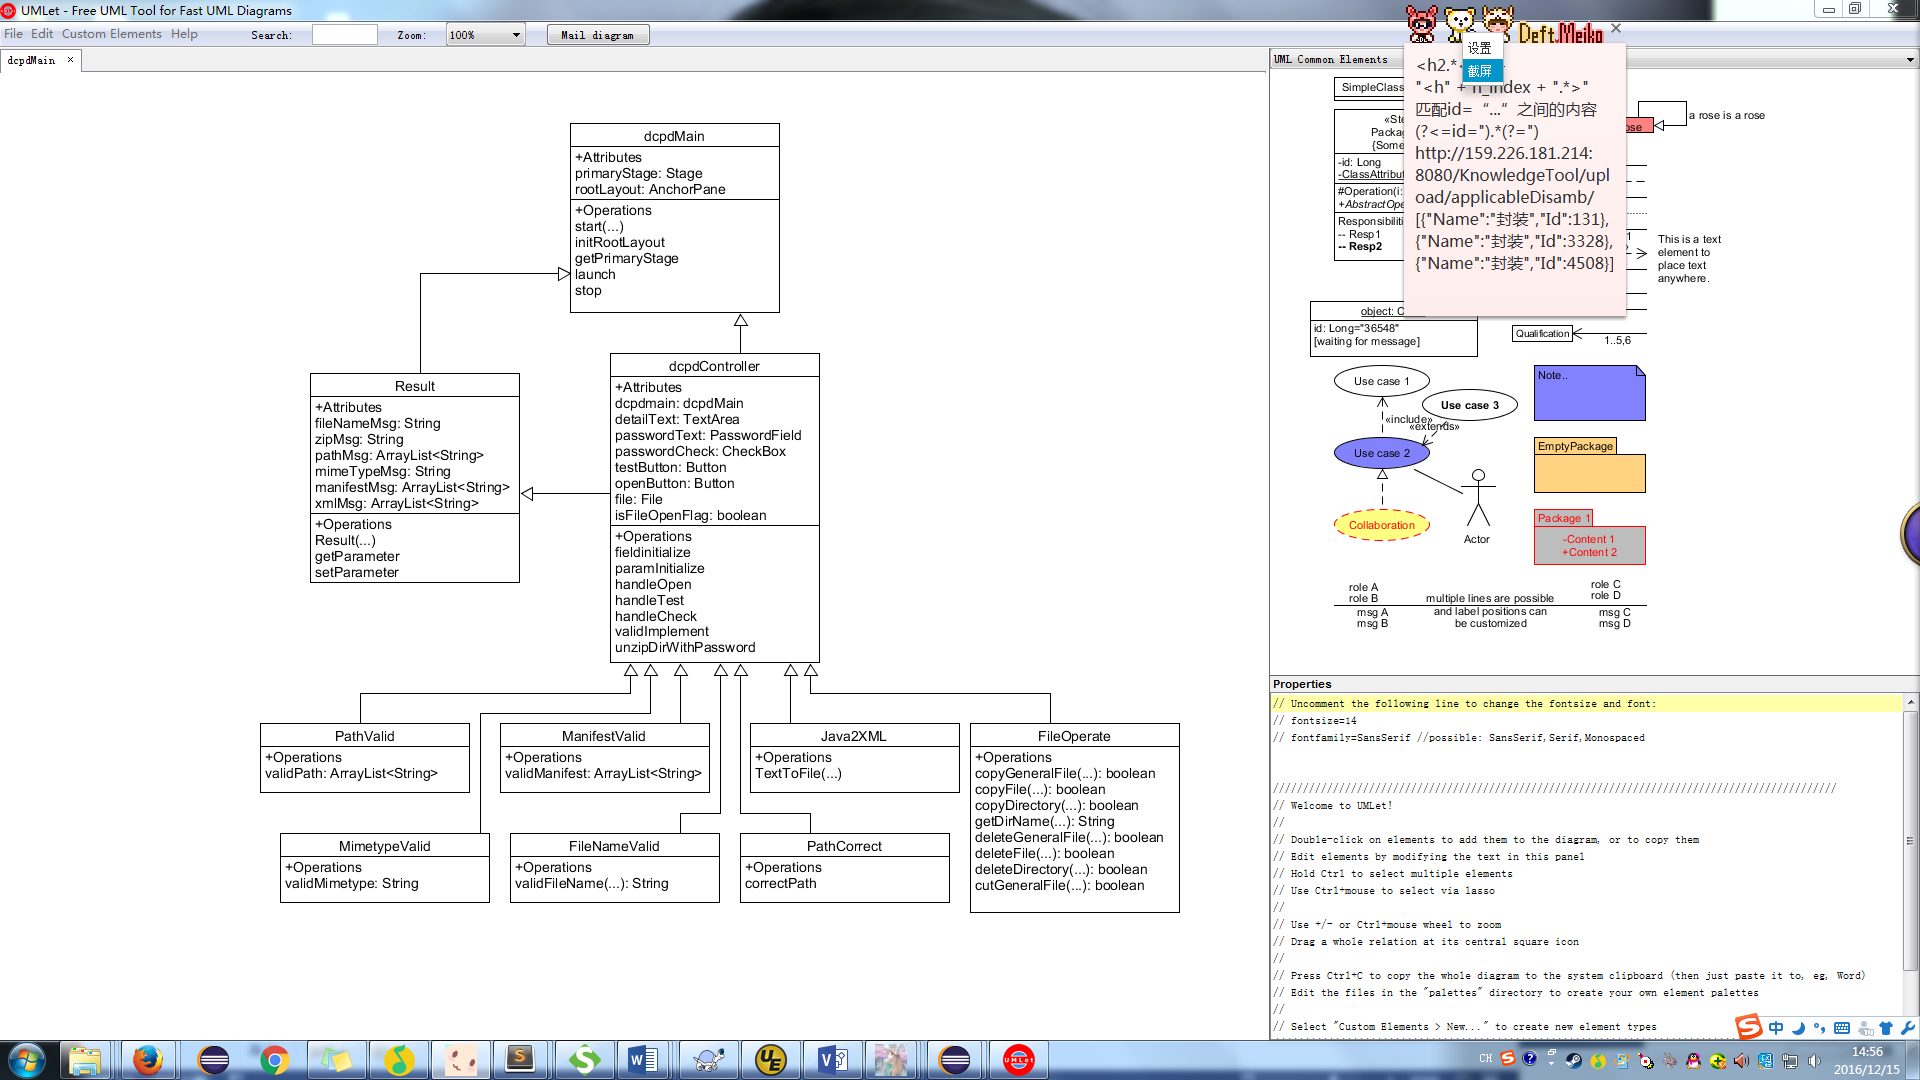 UMLet - Free UML Tool for Fast UML Diagrams
File Edit Custom Elements Help Search: Zoom: 100% Mail diagram
dcpdMain
dcpdMain
+Attributes
primaryStage: Stage
rootLayout: AnchorPane
+Operations
start(...)
initRootLayout
getPrimaryStage
launch
stop
Result
+Attributes
fileNameMsg: String
zipMsg: String
pathMsg: ArrayList<String>
mimeTypeMsg: String
manifestMsg: ArrayList<String>
xmlMsg: ArrayList<String>
+Operations
Result(...)
getParameter
setParameter
dcpdController
+Attributes
dcpdmain: dcpdMain
detailText: TextArea
passwordText: PasswordField
passwordCheck: CheckBox
testButton: Button
openButton: Button
file: File
isFileOpenFlag: boolean
+Operations
fieldinitialize
paramInitialize
handleOpen
handleTest
handleCheck
validImplement
unzipDirWithPassword
PathValid
+Operations
validPath: ArrayList<String>
ManifestValid
+Operations
validManifest: ArrayList<String>
Java2XML
+Operations
TextToFile(...)
FileOperate
+Operations
copyGeneralFile(...): boolean
copyFile(...): boolean
copyDirectory(...): boolean
getDirName(...): String
deleteGeneralFile(...): boolean
deleteFile(...): boolean
deleteDirectory(...): boolean
cutGeneralFile(...): boolean
MimetypeValid
+Operations
validMimetype: String
FileNameValid
+Operations
validFileName(...): String
PathCorrect
+Operations
correctPath
UML Common Elements
Deft.Meiko
设置
截屏
<h2.*
"<h" + n_index + ".*>"
匹配id=“...”之间的内容
(?<=id=").*(?=")
http://159.226.181.214:
8080/KnowledgeTool/upl
oad/applicableDisamb/
[{"Name":"封装","Id":131},
{"Name":"封装","Id":3328},
{"Name":"封装","Id":4508}]
SimpleClass
«Ste
Packag
{Some
-id: Long
-ClassAttribut
#Operation(i:
+AbstractOpe
Responsibiliti
-- Resp1
-- Resp2
a rose is a rose
This is a text
element to
place text
anywhere.
id: Long="36548"
[waiting for message]
Qualification
1..5,6
Use case 1
Use case 3
«include»
«extends»
Use case 2
Collaboration
Actor
Note..
EmptyPackage
Package 1
-Content 1
+Content 2
role A
role B
msg A
msg B
multiple lines are possible
and label positions can
be customized
role C
role D
msg C
msg D
Properties
// Uncomment the following line to change the fontsize and font:
// fontsize=14
// fontfamily=SansSerif //possible: SansSerif,Serif,Monospaced
// Welcome to UMLet!
//
// Double-click on elements to add them to the diagram, or to copy them
// Edit elements by modifying the text in this panel
// Hold Ctrl to select multiple elements
// Use Ctrl+mouse to select via lasso
//
// Use +/- or Ctrl+mouse wheel to zoom
// Drag a whole relation at its central square icon
//
// Press Ctrl+C to copy the whole diagram to the system clipboard (then just paste it to, eg, Word)
// Edit the files in the "palettes" directory to create your own element palettes
//
// Select "Custom Elements > New..." to create new element types
中
CH
14:56
2016/12/15